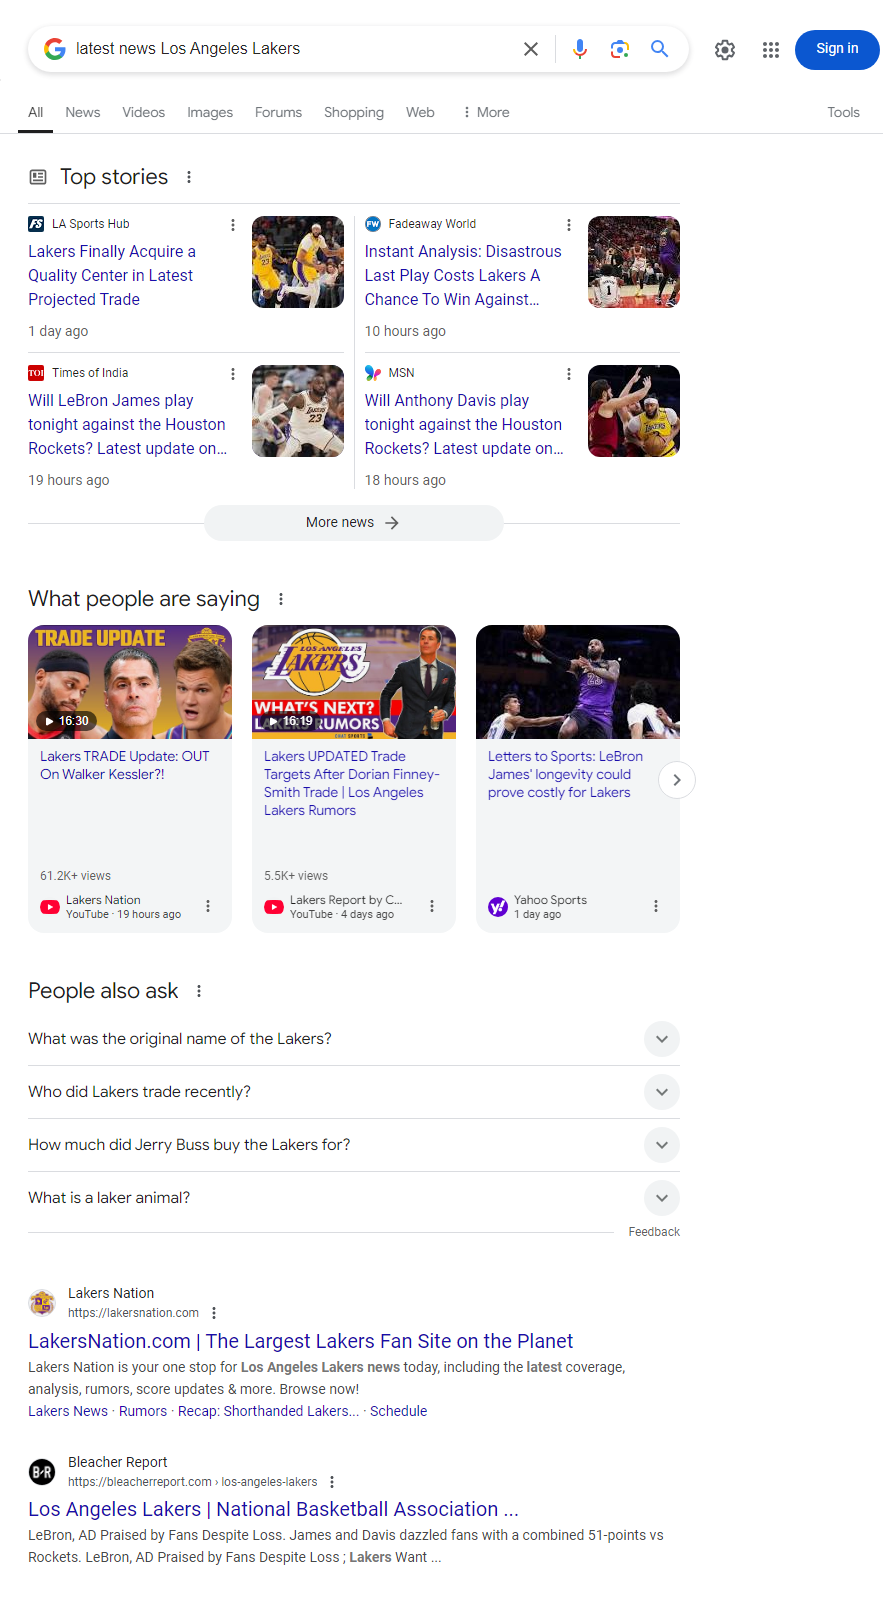 latest news Los Angeles Lakers
Sign in
All News Videos Images Forums Shopping Web More Tools
Top stories
LA Sports Hub
Lakers Finally Acquire a
Quality Center in Latest
Projected Trade
1 day ago
FW Fadeaway World
Instant Analysis: Disastrous
Last Play Costs Lakers A
Chance To Win Against...
10 hours ago
TOI Times of India
Will LeBron James play
tonight against the Houston
Rockets? Latest update on...
19 hours ago
MSN
Will Anthony Davis play
tonight against the Houston
Rockets? Latest update on...
18 hours ago
More news
What people are saying
TRADE UPDATE
16:30
Lakers TRADE Update: OUT
On Walker Kessler?!
61.2K+ views
Lakers Nation
YouTube · 19 hours ago
LOS ANGELES
LAKERS
WHAT'S NEXT?
LAKERS RUMORS
CHAT SPORTS
16:19
Lakers UPDATED Trade
Targets After Dorian Finney-
Smith Trade | Los Angeles
Lakers Rumors
5.5K+ views
Lakers Report by C...
YouTube · 4 days ago
Letters to Sports: LeBron
James' longevity could
prove costly for Lakers
Yahoo Sports
1 day ago
People also ask
What was the original name of the Lakers?
Who did Lakers trade recently?
How much did Jerry Buss buy the Lakers for?
What is a laker animal?
Feedback
Lakers Nation
https://lakersnation.com
LakersNation.com | The Largest Lakers Fan Site on the Planet
Lakers Nation is your one stop for Los Angeles Lakers news today, including the latest coverage,
analysis, rumors, score updates & more. Browse now!
Lakers News · Rumors · Recap: Shorthanded Lakers... · Schedule
B/R Bleacher Report
https://bleacherreport.com › los-angeles-lakers
Los Angeles Lakers | National Basketball Association ...
LeBron, AD Praised by Fans Despite Loss. James and Davis dazzled fans with a combined 51-points vs
Rockets. LeBron, AD Praised by Fans Despite Loss ; Lakers Want ...